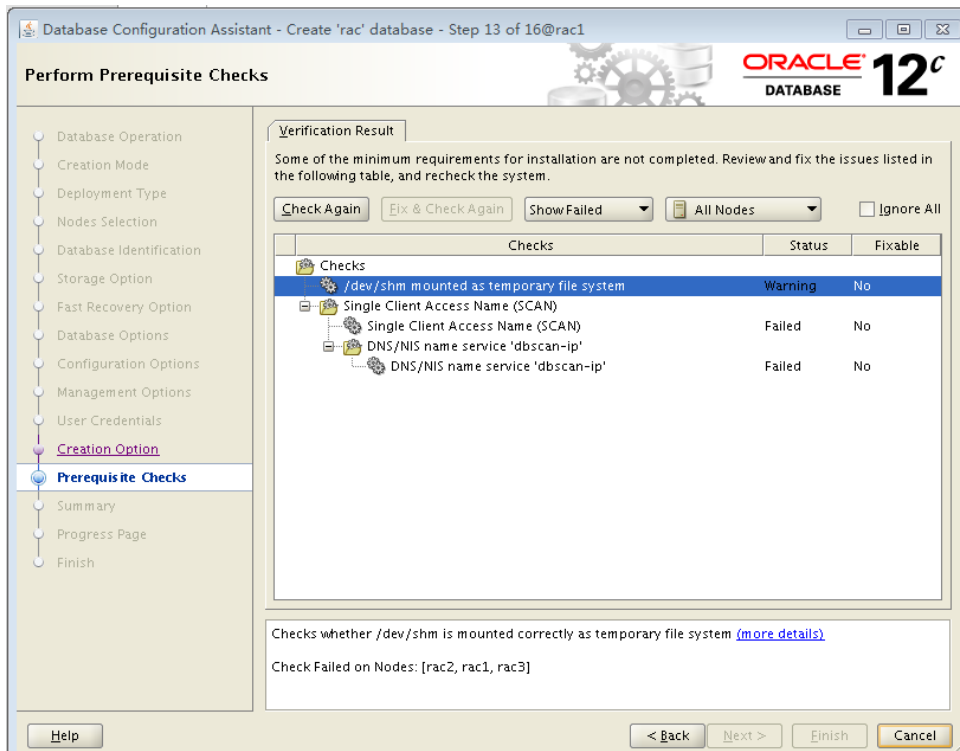 Database Configuration Assistant - Create 'rac' database - Step 13 of 16@rac1
Perform Prerequisite Checks
ORACLE DATABASE 12c
Database Operation
Creation Mode
Deployment Type
Nodes Selection
Database Identification
Storage Option
Fast Recovery Option
Database Options
Configuration Options
Management Options
User Credentials
Creation Option
Prerequisite Checks
Summary
Progress Page
Finish
Verification Result
Some of the minimum requirements for installation are not completed. Review and fix the issues listed in
the following table, and recheck the system.
Check Again Fix & Check Again Show Failed All Nodes Ignore All
Checks Status Fixable
Checks
/dev/shm mounted as temporary file system Warning No
Single Client Access Name (SCAN)
Single Client Access Name (SCAN) Failed No
DNS/NIS name service 'dbscan-ip'
DNS/NIS name service 'dbscan-ip' Failed No
Checks whether /dev/shm is mounted correctly as temporary file system (more details)
Check Failed on Nodes: [rac2, rac1, rac3]
Help < Back Next > Finish Cancel